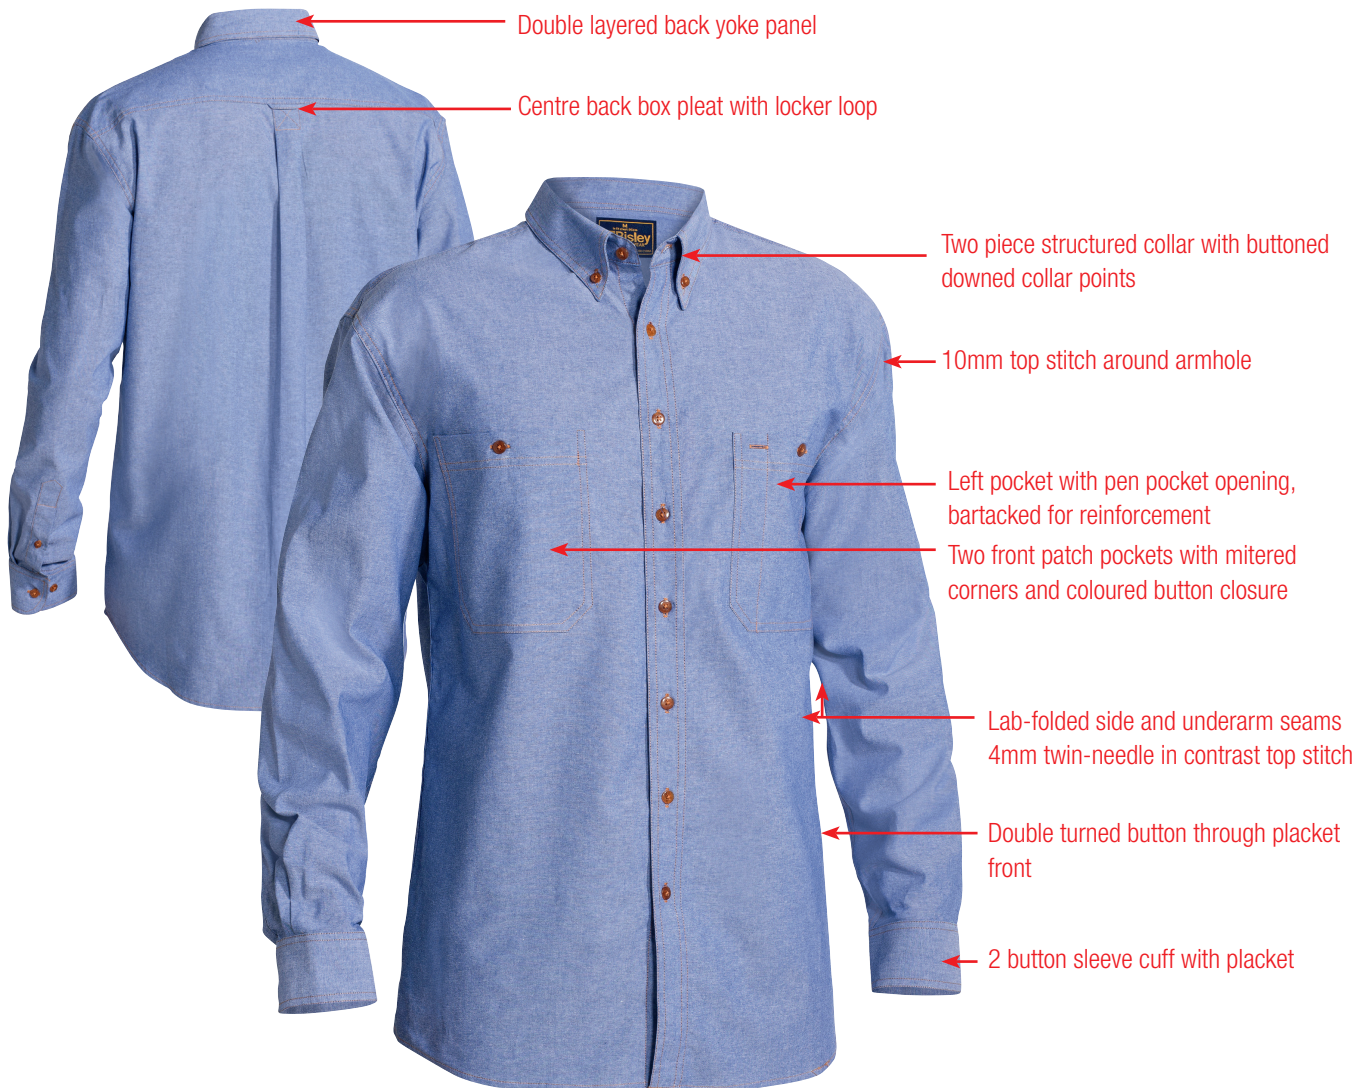 Double layered back yoke panel
Centre back box pleat with locker loop
Bisley
Two piece structured collar with buttoned
downed collar points
10mm top stitch around armhole
Left pocket with pen pocket opening,
bartacked for reinforcement
Two front patch pockets with mitered
corners and coloured button closure
Lab-folded side and underarm seams
4mm twin-needle in contrast top stitch
Double turned button through placket
front
2 button sleeve cuff with placket